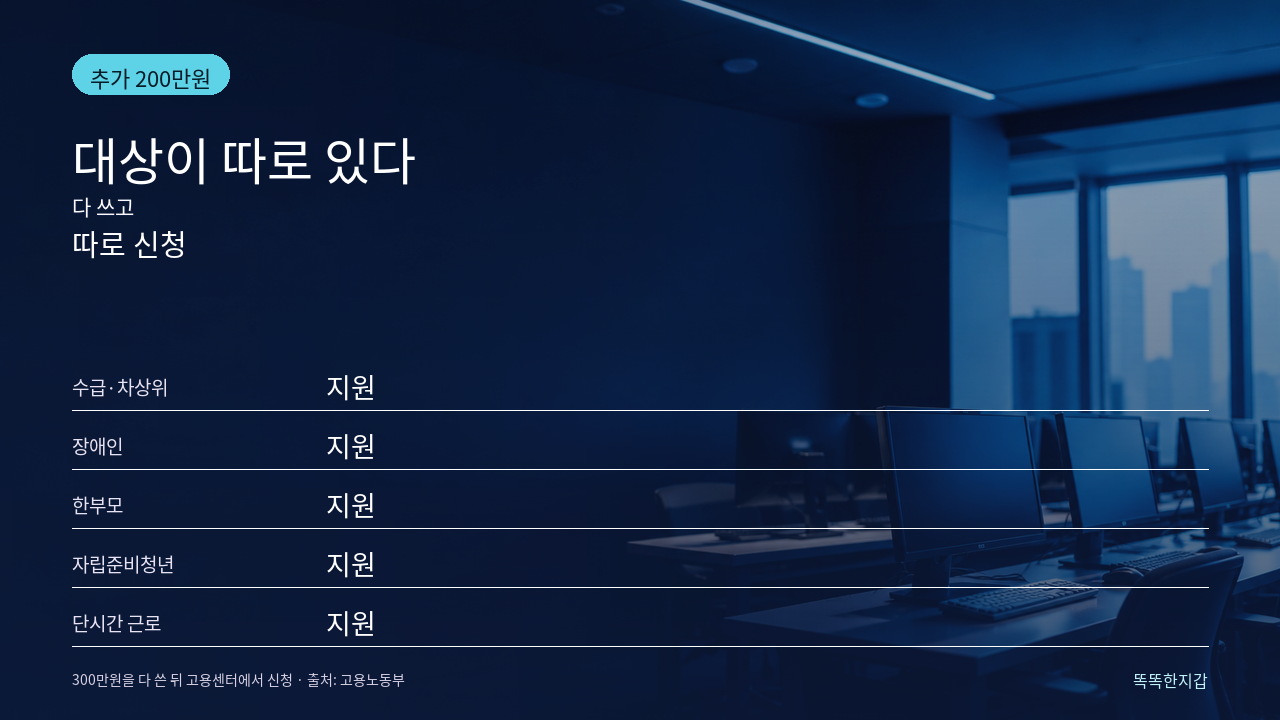 추가 200만원
대상이 따로 있다
다 쓰고
따로 신청
수급·차상위 지원
장애인 지원
한부모 지원
자립준비청년 지원
단시간 근로 지원
300만원을 다 쓴 뒤 고용센터에서 신청 · 출처: 고용노동부
똑똑한지갑